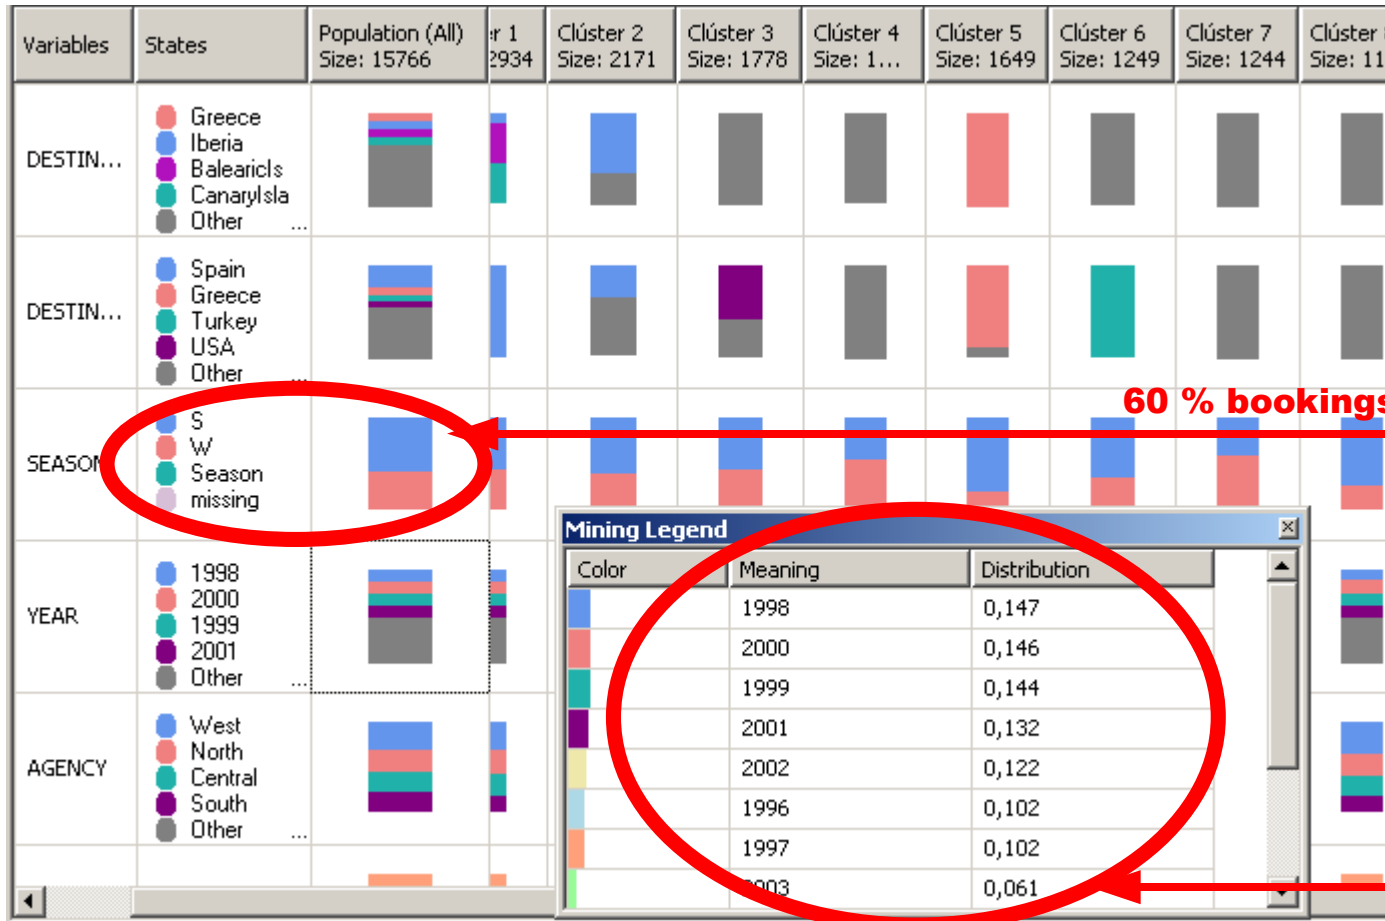 Variables
States
Population (All)
Size: 15766
r 1
2934
Clúster 2
Size: 2171
Clúster 3
Size: 1778
Clúster 4
Size: 1...
Clúster 5
Size: 1649
Clúster 6
Size: 1249
Clúster 7
Size: 1244
Clúster
Size: 11
DESTIN...
Greece
Iberia
BalearicIs
CanaryIsla
Other ...
DESTIN...
Spain
Greece
Turkey
USA
Other ...
60 % bookings
SEASON
S
W
Season
missing
YEAR
1998
2000
1999
2001
Other ...
AGENCY
West
North
Central
South
Other ...
Mining Legend
Color Meaning Distribution
1998 0,147
2000 0,146
1999 0,144
2001 0,132
2002 0,122
1996 0,102
1997 0,102
2003 0,061